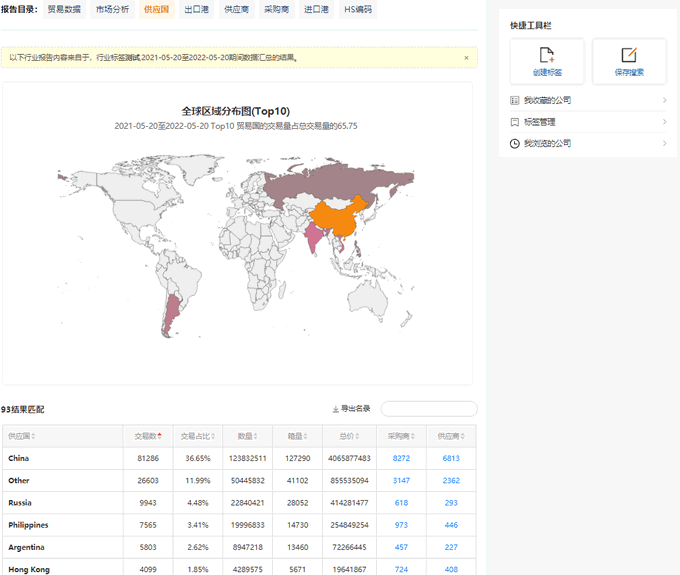 报告目录： 贸易数据 市场分析 供应国 出口港 供应商 采购商 进口港 HS编码
以下行业报告内容来自于，行业标签测试,2021-05-20至2022-05-20期间数据汇总的结果。 ×
全球区域分布图(Top10)
2021-05-20至2022-05-20 Top10 贸易国的交易量占总交易量的65.75
93结果匹配 导出名录
供应国 交易数 交易占比 数量 箱量 总价 采购商 供应商
China 81286 36.65% 123832511 127290 4065877483 8272 6813
Other 26603 11.99% 50445832 41102 855535094 3147 2362
Russia 9943 4.48% 22840421 28052 414281477 618 293
Philippines 7565 3.41% 19996833 14730 254849254 973 446
Argentina 5803 2.62% 8947218 13460 72266445 457 227
Hong Kong 4099 1.85% 4289575 5671 19641867 724 408
快捷工具栏
创建标签 保存搜索
我收藏的公司
标签管理
我浏览的公司